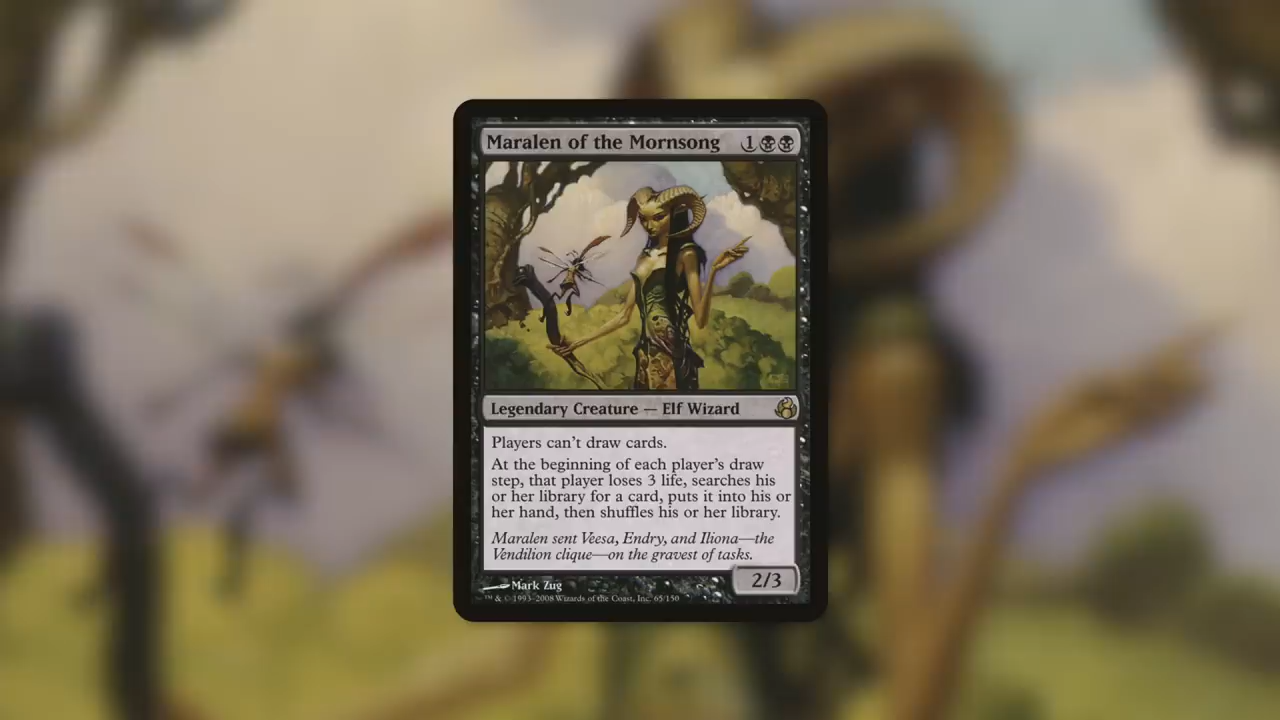 Maralen of the Mornsong 1
Legendary Creature — Elf Wizard
Players can't draw cards.
At the beginning of each player's draw
step, that player loses 3 life, searches his
or her library for a card, puts it into his or
her hand, then shuffles his or her library.
Maralen sent Veesa, Endry, and Iliona—the
Vendilion clique—on the gravest of tasks.
2/3
Mark Zug
™ & © 1993–2008 Wizards of the Coast, Inc. 65/150